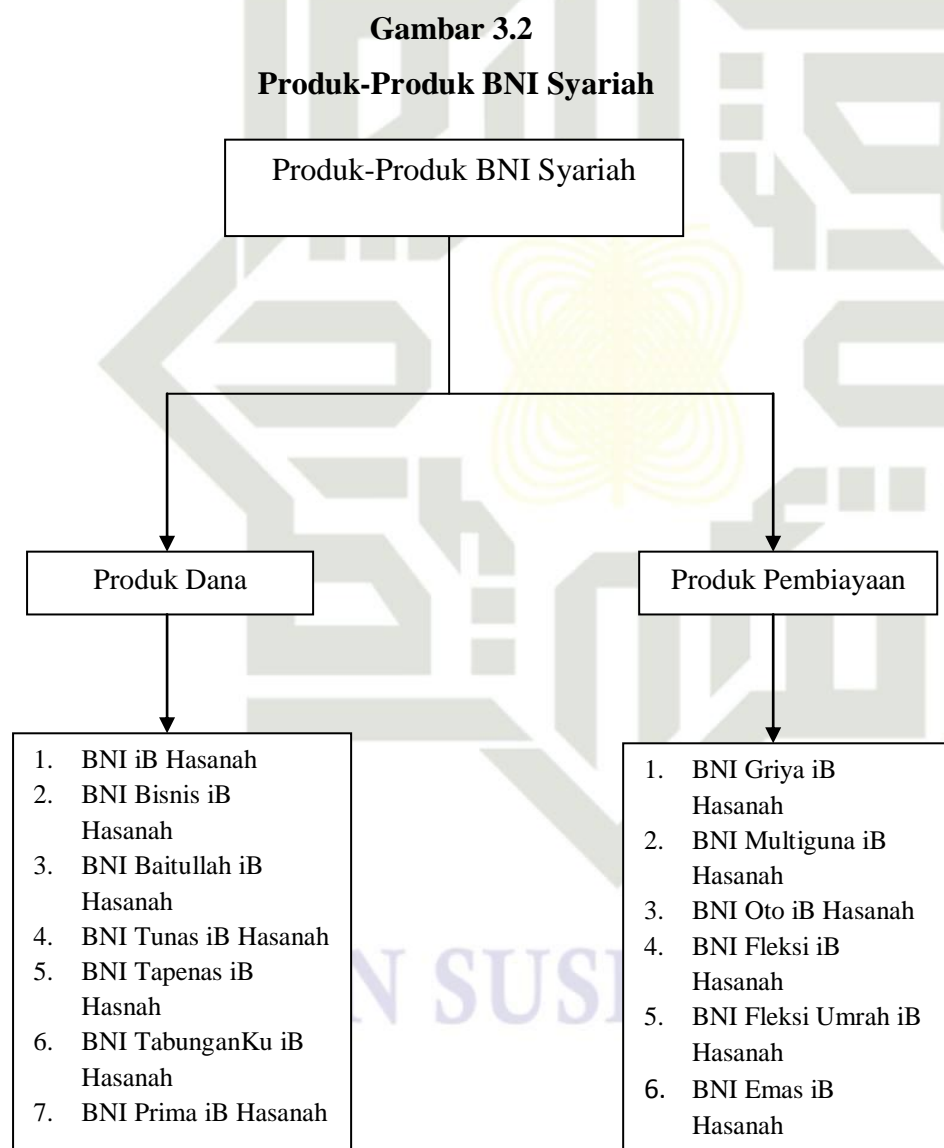 Gambar 3.2
Produk-Produk BNI Syariah
Produk-Produk BNI Syariah
Produk Dana
Produk Pembiayaan
1. BNI iB Hasanah
2. BNI Bisnis iB
Hasanah
3. BNI Baitullah iB
Hasanah
4. BNI Tunas iB Hasanah
5. BNI Tapenas iB
Hasnah
6. BNI TabunganKu iB
Hasanah
7. BNI Prima iB Hasanah
1. BNI Griya iB
Hasanah
2. BNI Multiguna iB
Hasanah
3. BNI Oto iB Hasanah
4. BNI Fleksi iB
Hasanah
5. BNI Fleksi Umrah iB
Hasanah
6. BNI Emas iB
Hasanah